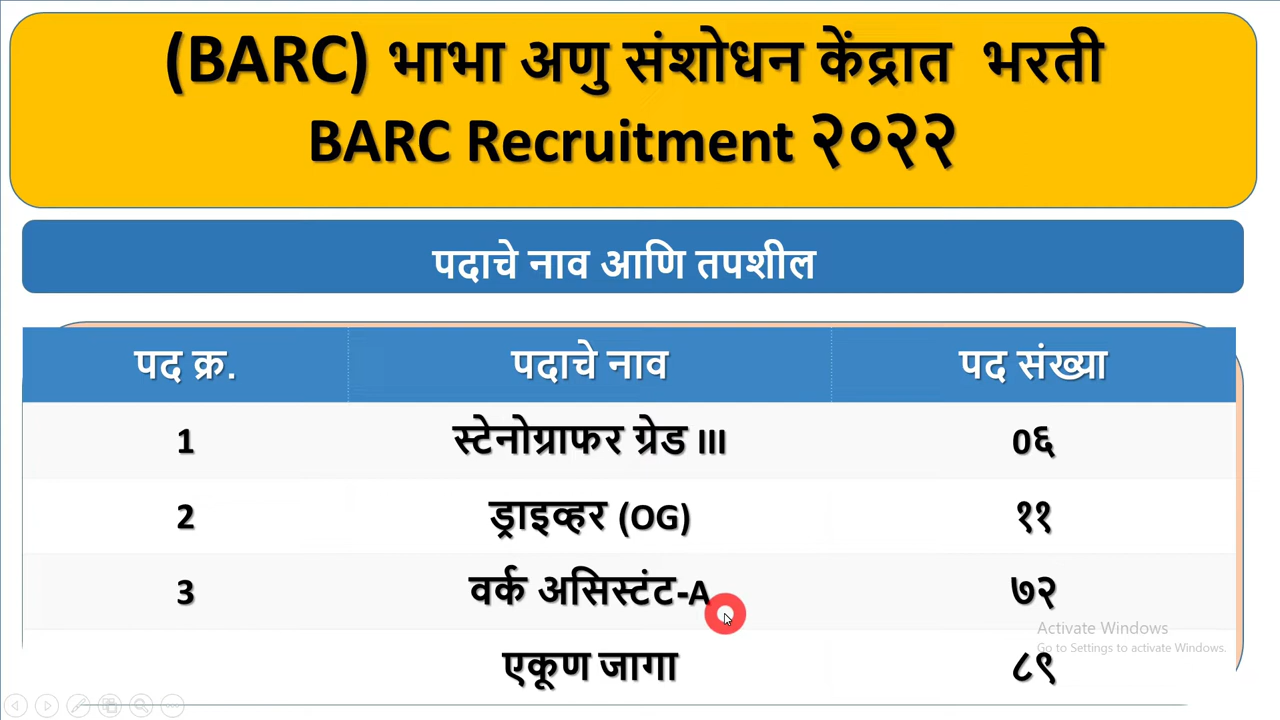 (BARC) भाभा अणु संशोधन केंद्रात भरती
BARC Recruitment २०२२
पदाचे नाव आणि तपशील
पद क्र. पदाचे नाव पद संख्या
1 स्टेनोग्राफर ग्रेड III 0६
2 ड्राइव्हर (OG) ११
3 वर्क असिस्टंट-A ७२
एकूण जागा ८९
Activate Windows
Go to Settings to activate Windows.